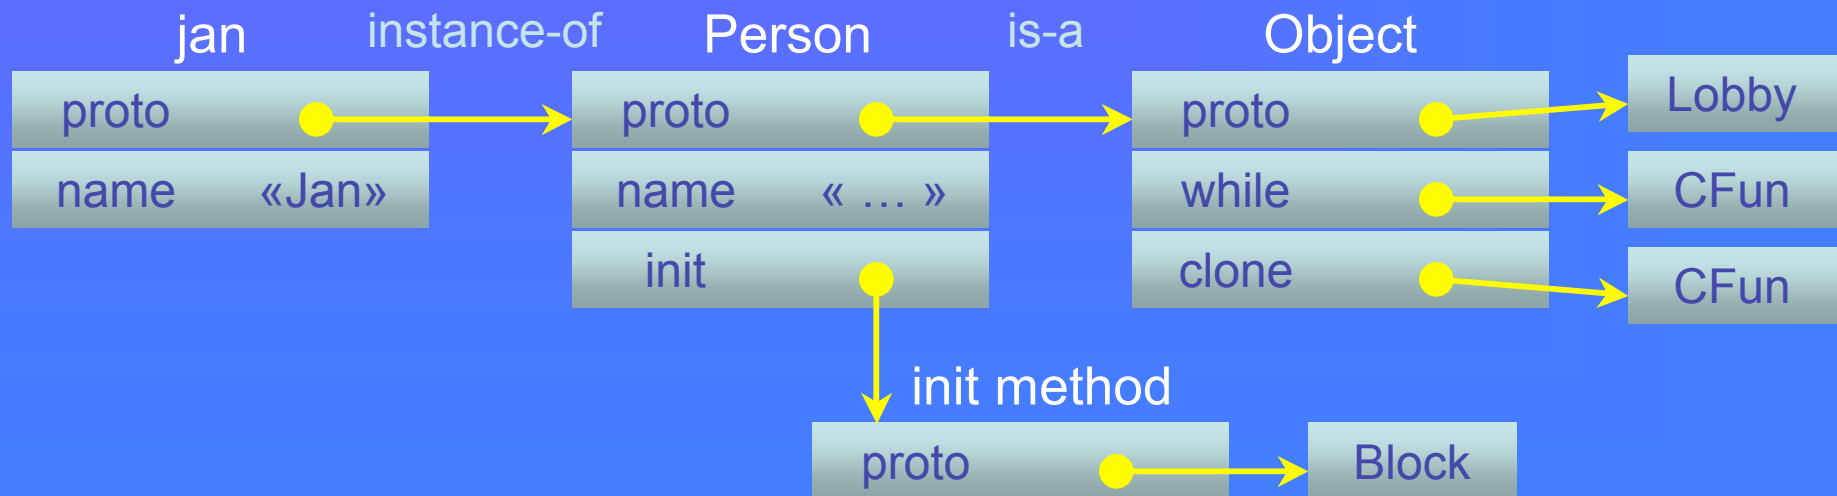 jan instance-of Person is-a Object
proto proto proto Lobby
name «Jan» name « … » while CFun
init clone CFun
init method
proto Block